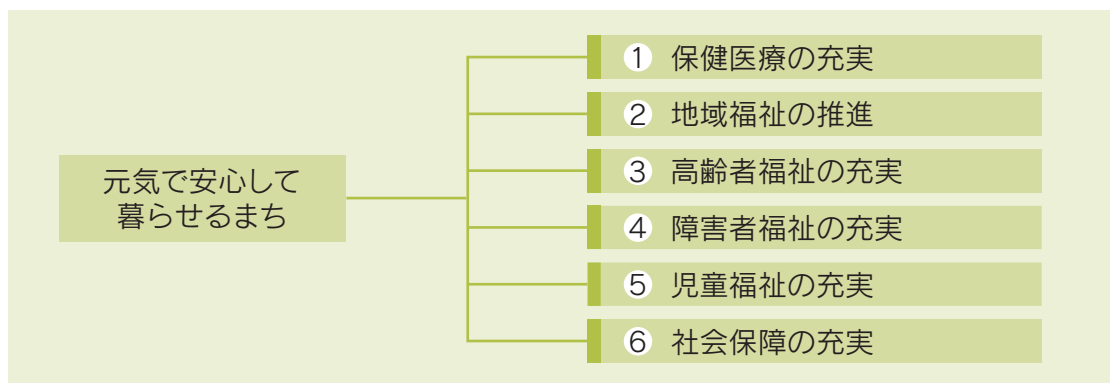 元気で安心して
暮らせるまち
① 保健医療の充実
② 地域福祉の推進
③ 高齢者福祉の充実
④ 障害者福祉の充実
⑤ 児童福祉の充実
⑥ 社会保障の充実